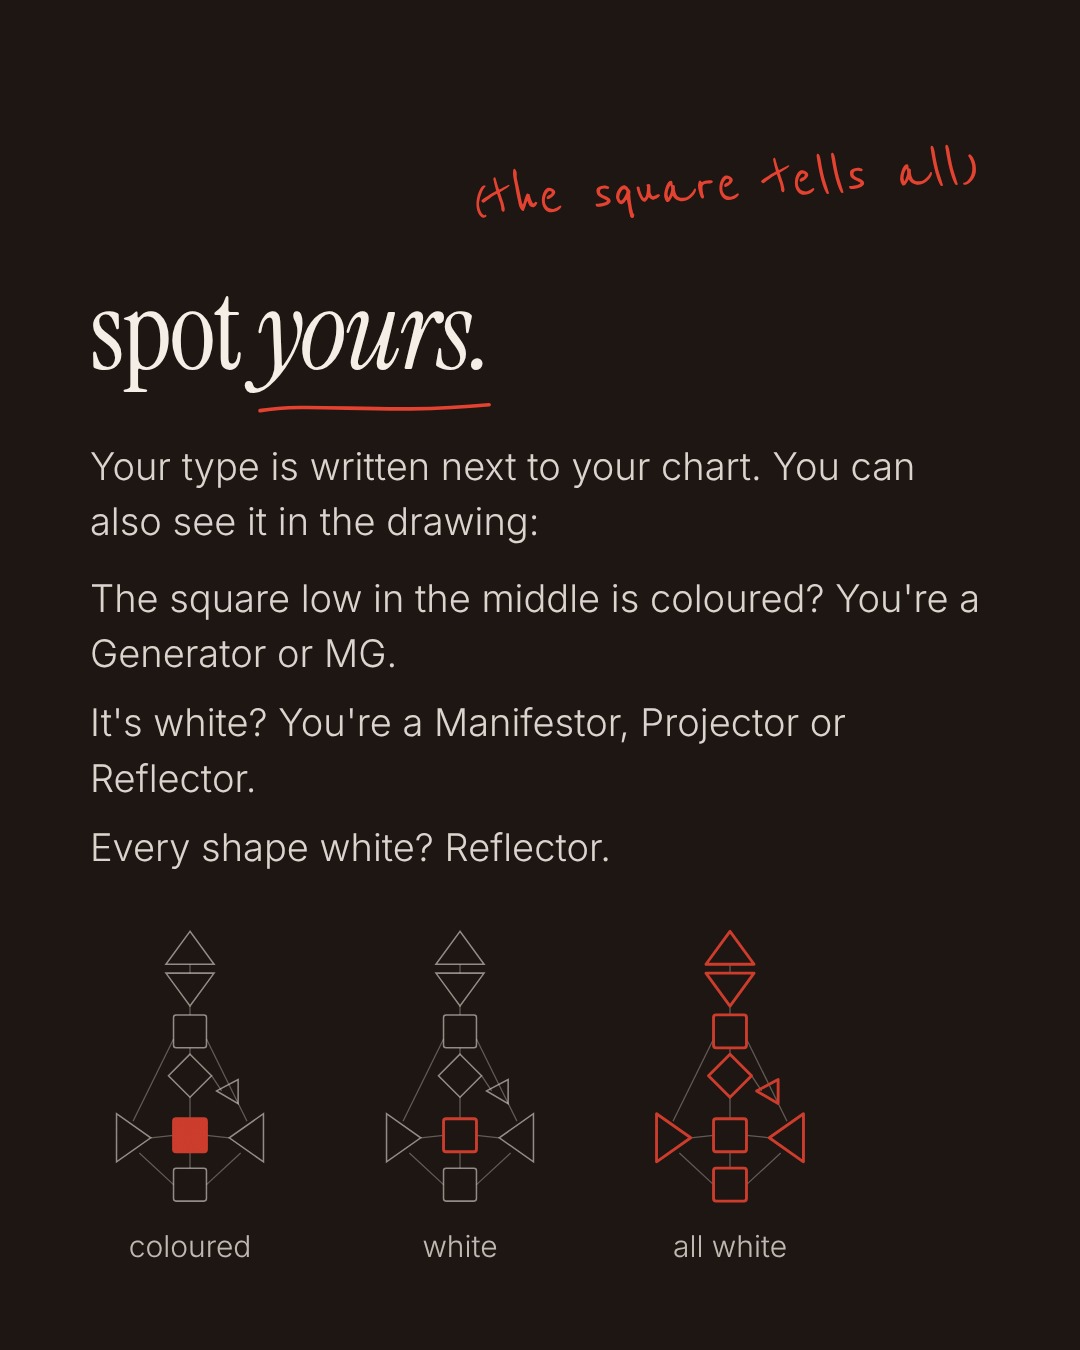 (the square tells all)
spot yours.
Your type is written next to your chart. You can
also see it in the drawing:
The square low in the middle is coloured? You're a
Generator or MG.
It's white? You're a Manifestor, Projector or
Reflector.
Every shape white? Reflector.
coloured white all white